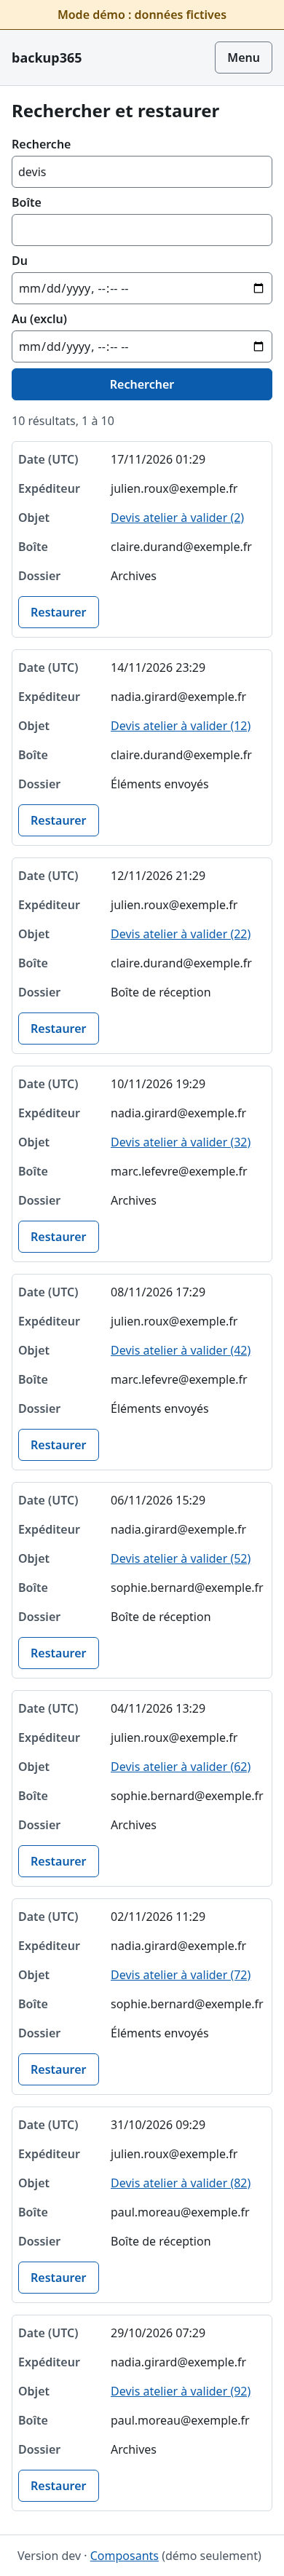 Mode démo : données fictives
backup365
Menu
Rechercher et restaurer
Recherche
devis
Boîte
Du
mm/dd/yyyy, --:-- --
Au (exclu)
mm/dd/yyyy, --:-- --
Rechercher
10 résultats, 1 à 10
Date (UTC) 17/11/2026 01:29
Expéditeur julien.roux@exemple.fr
Objet Devis atelier à valider (2)
Boîte claire.durand@exemple.fr
Dossier Archives
Restaurer
Date (UTC) 14/11/2026 23:29
Expéditeur nadia.girard@exemple.fr
Objet Devis atelier à valider (12)
Boîte claire.durand@exemple.fr
Dossier Éléments envoyés
Restaurer
Date (UTC) 12/11/2026 21:29
Expéditeur julien.roux@exemple.fr
Objet Devis atelier à valider (22)
Boîte claire.durand@exemple.fr
Dossier Boîte de réception
Restaurer
Date (UTC) 10/11/2026 19:29
Expéditeur nadia.girard@exemple.fr
Objet Devis atelier à valider (32)
Boîte marc.lefevre@exemple.fr
Dossier Archives
Restaurer
Date (UTC) 08/11/2026 17:29
Expéditeur julien.roux@exemple.fr
Objet Devis atelier à valider (42)
Boîte marc.lefevre@exemple.fr
Dossier Éléments envoyés
Restaurer
Date (UTC) 06/11/2026 15:29
Expéditeur nadia.girard@exemple.fr
Objet Devis atelier à valider (52)
Boîte sophie.bernard@exemple.fr
Dossier Boîte de réception
Restaurer
Date (UTC) 04/11/2026 13:29
Expéditeur julien.roux@exemple.fr
Objet Devis atelier à valider (62)
Boîte sophie.bernard@exemple.fr
Dossier Archives
Restaurer
Date (UTC) 02/11/2026 11:29
Expéditeur nadia.girard@exemple.fr
Objet Devis atelier à valider (72)
Boîte sophie.bernard@exemple.fr
Dossier Éléments envoyés
Restaurer
Date (UTC) 31/10/2026 09:29
Expéditeur julien.roux@exemple.fr
Objet Devis atelier à valider (82)
Boîte paul.moreau@exemple.fr
Dossier Boîte de réception
Restaurer
Date (UTC) 29/10/2026 07:29
Expéditeur nadia.girard@exemple.fr
Objet Devis atelier à valider (92)
Boîte paul.moreau@exemple.fr
Dossier Archives
Restaurer
Version dev · Composants (démo seulement)